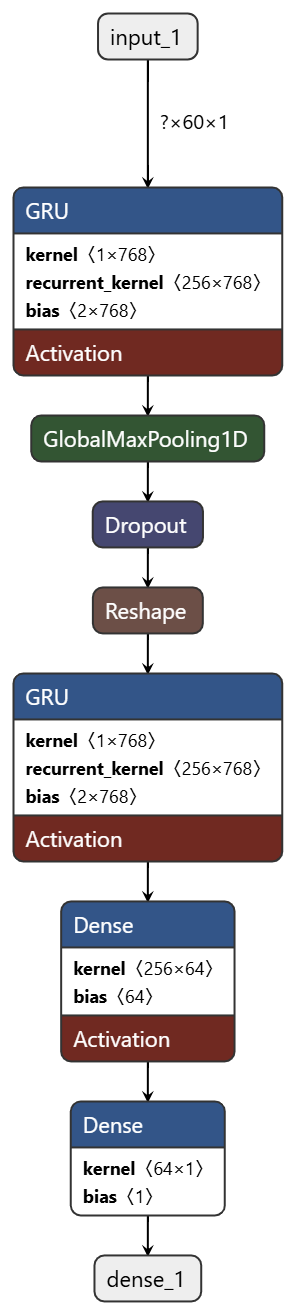 input_1
?×60×1
GRU
kernel〈1×768〉
recurrent_kernel〈256×768〉
bias〈2×768〉
Activation
GlobalMaxPooling1D
Dropout
Reshape
GRU
kernel〈1×768〉
recurrent_kernel〈256×768〉
bias〈2×768〉
Activation
Dense
kernel〈256×64〉
bias〈64〉
Activation
Dense
kernel〈64×1〉
bias〈1〉
dense_1